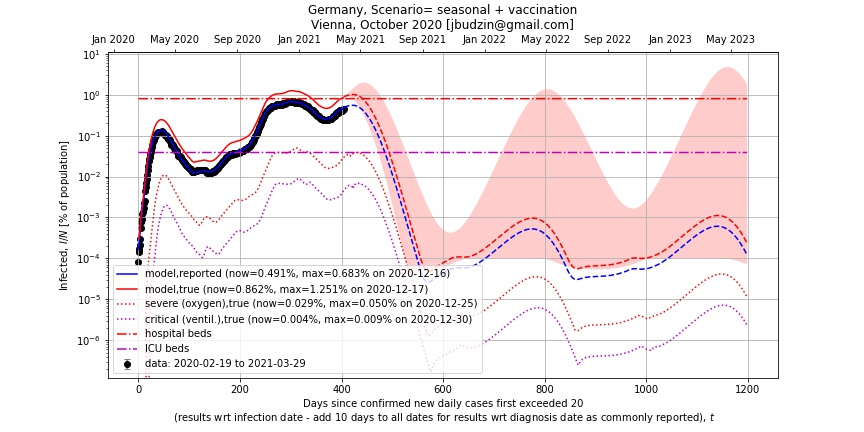 Germany, Scenario= seasonal + vaccination
Vienna, October 2020 [jbudzin@gmail.com]
Jan 2020 May 2020 Sep 2020 Jan 2021 May 2021 Sep 2021 Jan 2022 May 2022 Sep 2022 Jan 2023 May 2023
10¹
10⁰
10⁻¹
10⁻²
10⁻³
10⁻⁴
10⁻⁵
10⁻⁶
Infected, I/N [% of population]
model,reported (now=0.491%, max=0.683% on 2020-12-16)
model,true (now=0.862%, max=1.251% on 2020-12-17)
severe (oxygen),true (now=0.029%, max=0.050% on 2020-12-25)
critical (ventil.),true (now=0.004%, max=0.009% on 2020-12-30)
hospital beds
ICU beds
data: 2020-02-19 to 2021-03-29
0 200 400 600 800 1000 1200
Days since confirmed new daily cases first exceeded 20
(results wrt infection date - add 10 days to all dates for results wrt diagnosis date as commonly reported), t